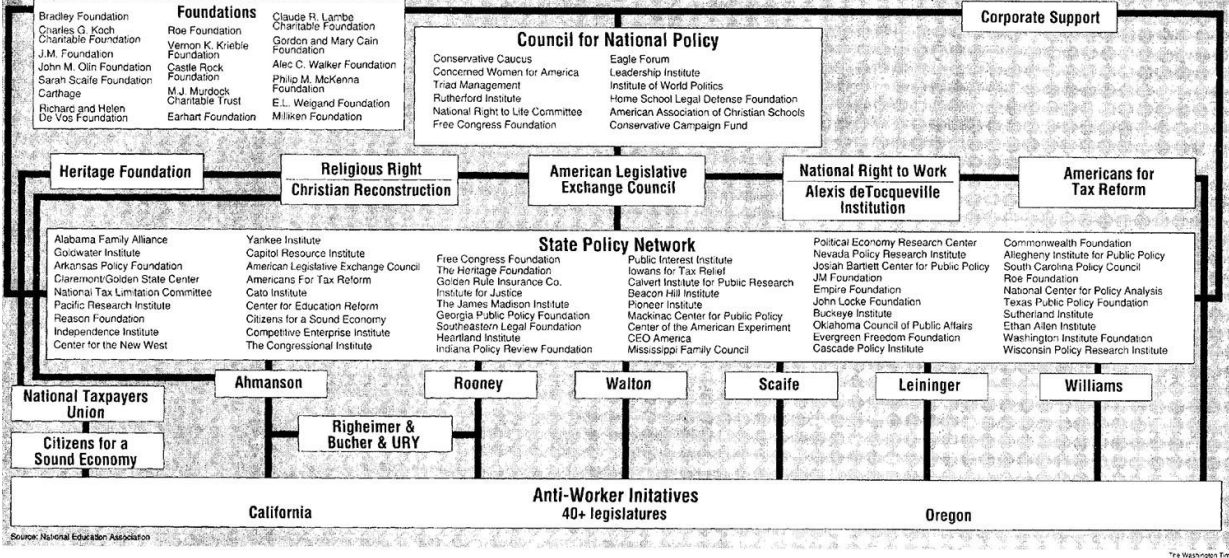 Foundations
Bradley Foundation
Charles G. Koch
Charitable Foundation
J.M. Foundation
John M. Olin Foundation
Sarah Scaife Foundation
Carthage
Richard and Helen
De Vos Foundation
Roe Foundation
Vernon K. Krieble
Foundation
Castle Rock
Foundation
M.J. Murdock
Charitable Trust
Earhart Foundation
Claude R. Lambe
Charitable Foundation
Gordon and Mary Cain
Foundation
Alec C. Walker Foundation
Philip M. McKenna
Foundation
E.L. Weigand Foundation
Milliken Foundation
Council for National Policy
Conservative Caucus
Concerned Women for America
Triad Management
Rutherford Institute
National Right to Life Committee
Free Congress Foundation
Eagle Forum
Leadership Institute
Institute of World Politics
Home School Legal Defense Foundation
American Association of Christian Schools
Conservative Campaign Fund
Corporate Support
Heritage Foundation
Religious Right
Christian Reconstruction
American Legislative
Exchange Council
National Right to Work
Alexis deTocqueville
Institution
Americans for
Tax Reform
State Policy Network
Alabama Family Alliance
Goldwater Institute
Arkansas Policy Foundation
Claremont/Golden State Center
National Tax Limitation Committee
Pacific Research Institute
Reason Foundation
Independence Institute
Center for the New West
Yankee Institute
Capitol Resource Institute
American Legislative Exchange Council
Americans For Tax Reform
Cato Institute
Center for Education Reform
Citizens for a Sound Economy
Competitive Enterprise Institute
The Congressional Institute
Free Congress Foundation
The Heritage Foundation
Golden Rule Insurance Co.
Institute for Justice
The James Madison Institute
Georgia Public Policy Foundation
Southeastern Legal Foundation
Heartland Institute
Indiana Policy Review Foundation
Public Interest Institute
Iowans for Tax Relief
Calvert Institute for Public Research
Beacon Hill Institute
Pioneer Institute
Mackinac Center for Public Policy
Center of the American Experiment
CEO America
Mississippi Family Council
Political Economy Research Center
Nevada Policy Research Institute
Josiah Bartlett Center for Public Policy
JM Foundation
Empire Foundation
John Locke Foundation
Buckeye Institute
Oklahoma Council of Public Affairs
Evergreen Freedom Foundation
Cascade Policy Institute
Commonwealth Foundation
Allegheny Institute for Public Policy
South Carolina Policy Council
Roe Foundation
National Center for Policy Analysis
Texas Public Policy Foundation
Sutherland Institute
Ethan Allen Institute
Washington Institute Foundation
Wisconsin Policy Research Institute
Ahmanson
Rooney
Walton
Scaife
Leininger
Williams
National Taxpayers
Union
Righeimer &
Bucher & URY
Citizens for a
Sound Economy
Anti-Worker Initatives
California
40+ legislatures
Oregon
Source: National Education Association
The Washington